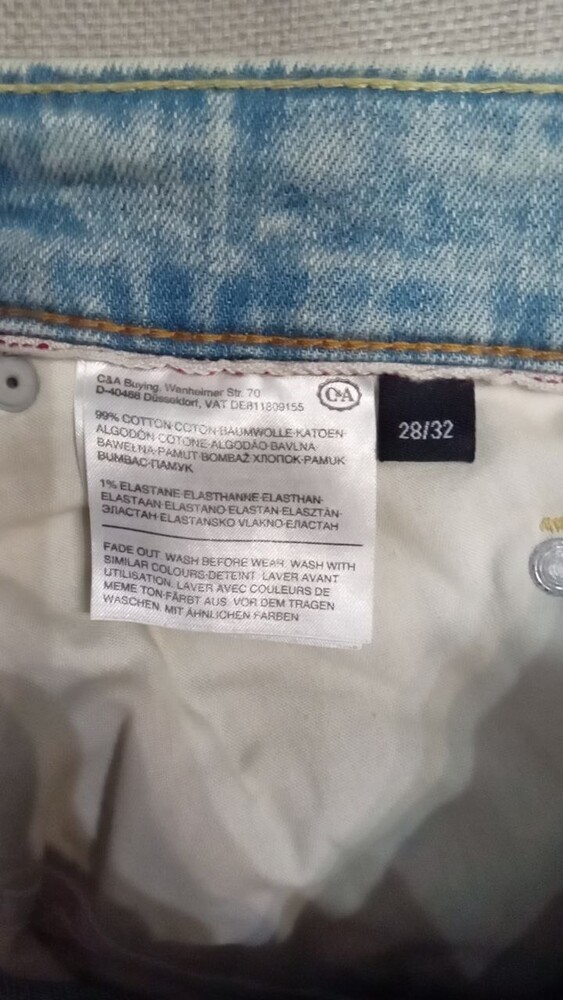 C&A Buying, Wanheimer Str. 70
D-40468 Düsseldorf, VAT DE811809155
C&A
99% COTTON·COTON·BAUMWOLLE·KATOEN·
ALGODÓN·COTONE·ALGODÃO·BAVLNA·
BAWEŁNA·PAMUT·BOMBAŽ·ХЛОПОК·PAMUK·
BUMBAC·ПАМУК
28/32
1% ELASTANE·ELASTHANNE·ELASTHAN·
ELASTAAN·ELASTANO·ELASTAN·ELASZTÁN·
ЭЛАСТАН·ELASTANSKO VLAKNO·ЕЛАСТАН
FADE OUT. WASH BEFORE WEAR. WASH WITH
SIMILAR COLOURS·DETEINT. LAVER AVANT
UTILISATION. LAVER AVEC COULEURS DE
MEME TON·FÄRBT AUS. VOR DEM TRAGEN
WASCHEN. MIT ÄHNLICHEN FARBEN